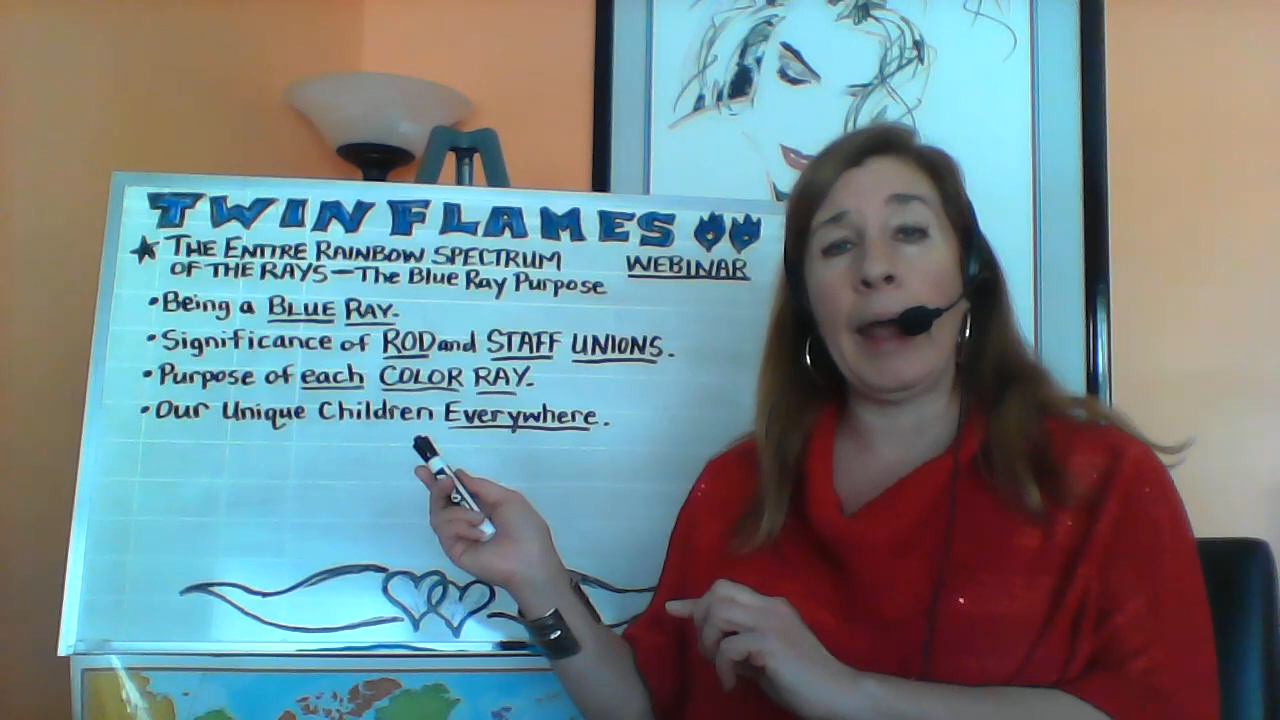 TWIN FLAMES
★ THE ENTIRE RAINBOW SPECTRUM
OF THE RAYS—The Blue Ray Purpose
WEBINAR
•Being a BLUE RAY.
•Significance of ROD and STAFF UNIONS.
•Purpose of each COLOR RAY.
•Our Unique Children Everywhere.